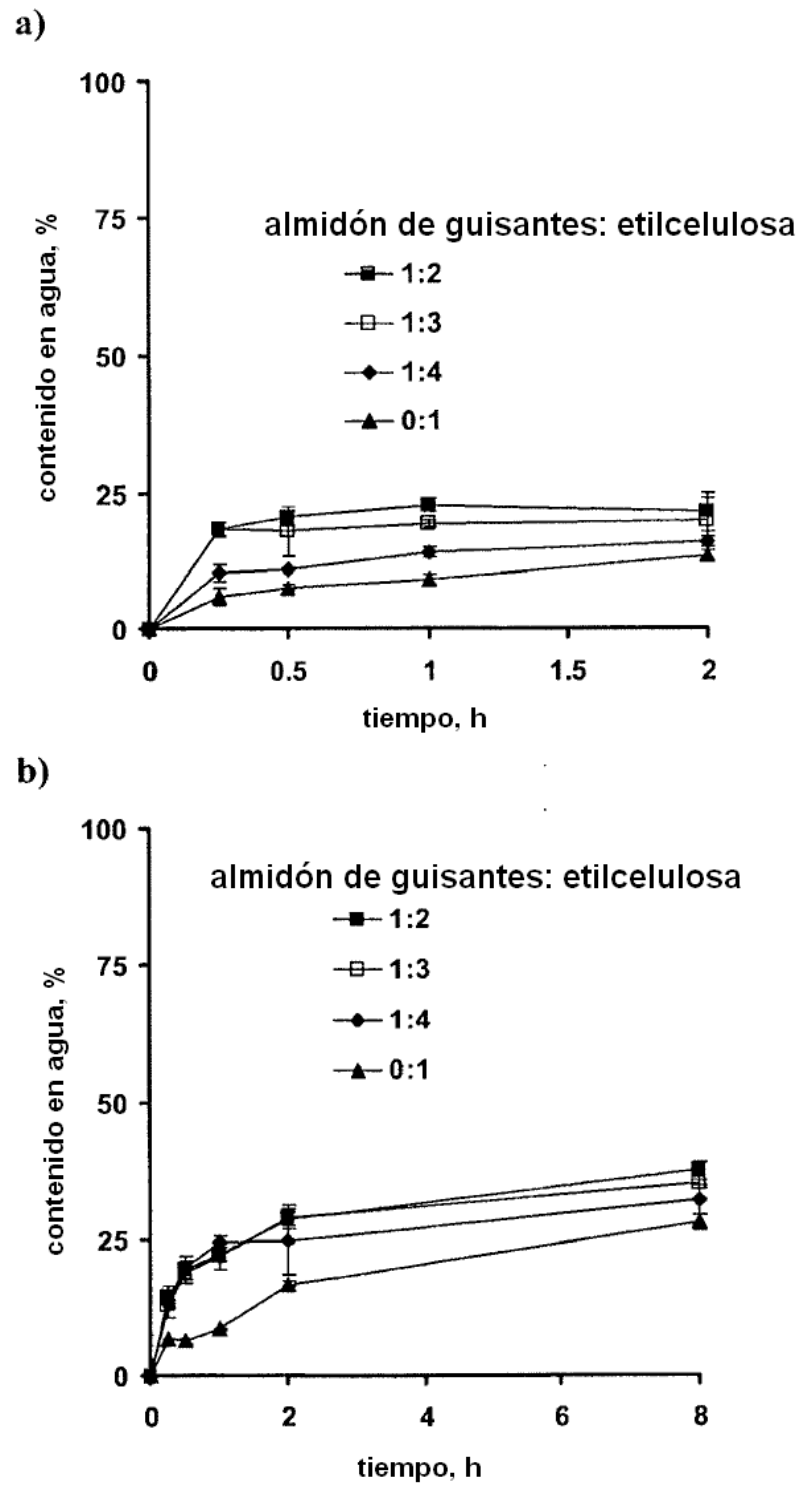 a)
100
75
50
25
0
contenido en agua, %
almidón de guisantes: etilcelulosa
1:2
1:3
1:4
0:1
0 0.5 1 1.5 2
tiempo, h
b)
100
75
50
25
0
contenido en agua, %
almidón de guisantes: etilcelulosa
1:2
1:3
1:4
0:1
0 2 4 6 8
tiempo, h